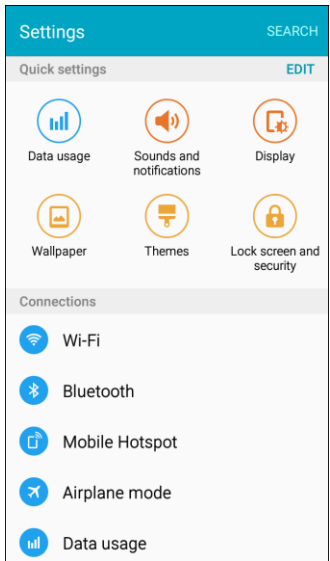 Settings SEARCH
Quick settings EDIT
Data usage Sounds and notifications Display
Wallpaper Themes Lock screen and security
Connections
Wi-Fi
Bluetooth
Mobile Hotspot
Airplane mode
Data usage